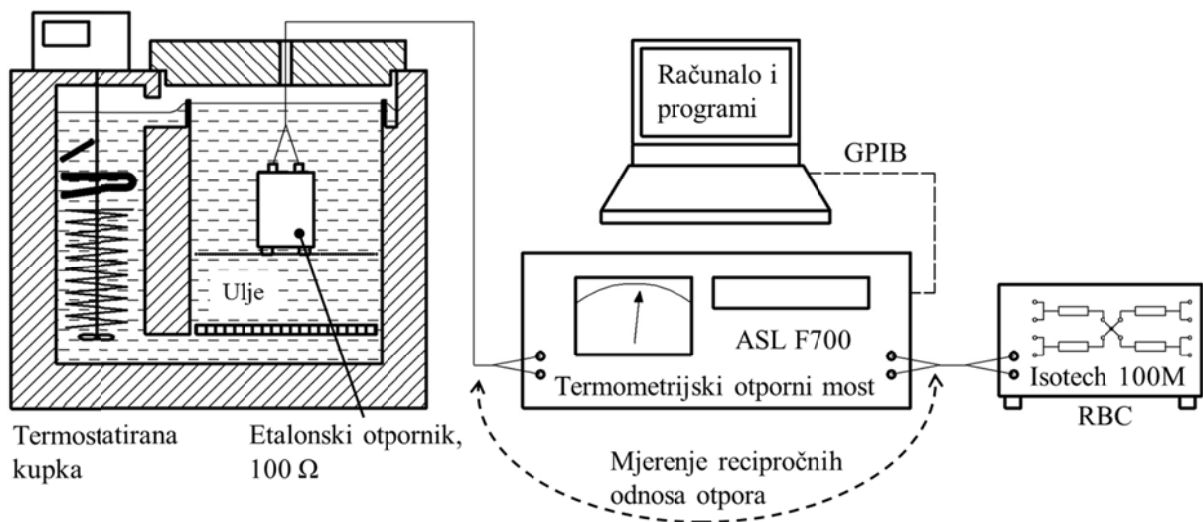 Računalo i
programi
GPIB
Ulje
ASL F700
Termometrijski otporni most
Isotech 100M
RBC
Termostatirana
kupka
Etalonski otpornik,
100 Ω
Mjerenje recipročnih
odnosa otpora